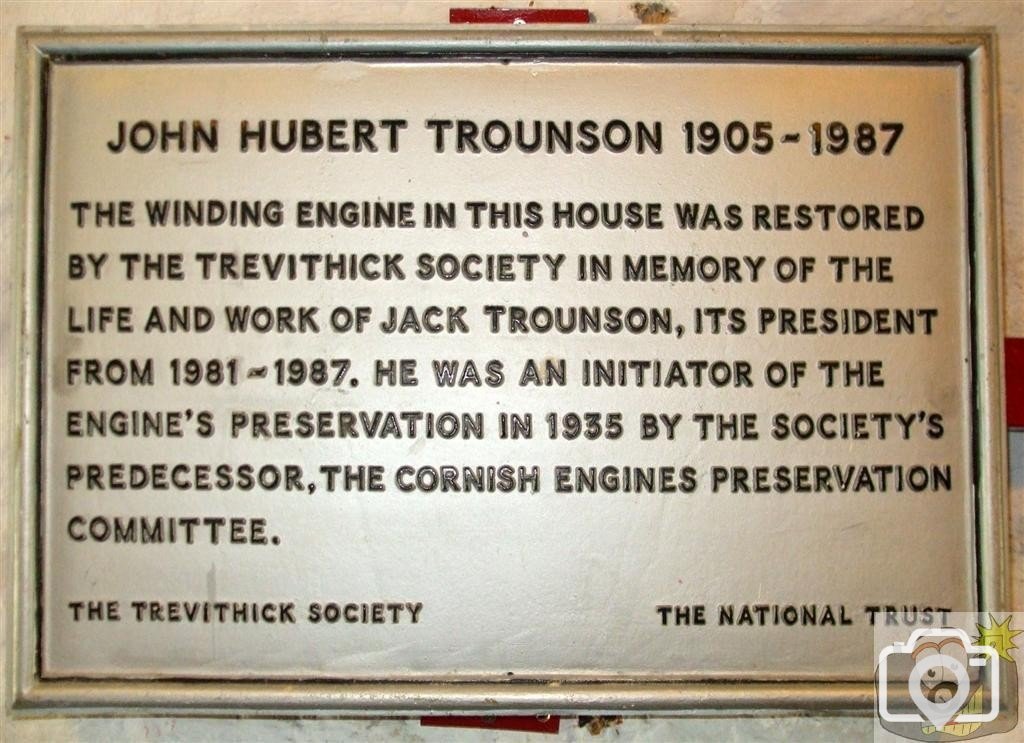 JOHN HUBERT TROUNSON 1905~1987
THE WINDING ENGINE IN THIS HOUSE WAS RESTORED
BY THE TREVITHICK SOCIETY IN MEMORY OF THE
LIFE AND WORK OF JACK TROUNSON, ITS PRESIDENT
FROM 1981~1987. HE WAS AN INITIATOR OF THE
ENGINE'S PRESERVATION IN 1935 BY THE SOCIETY'S
PREDECESSOR, THE CORNISH ENGINES PRESERVATION
COMMITTEE.
THE TREVITHICK SOCIETY THE NATIONAL TRUST